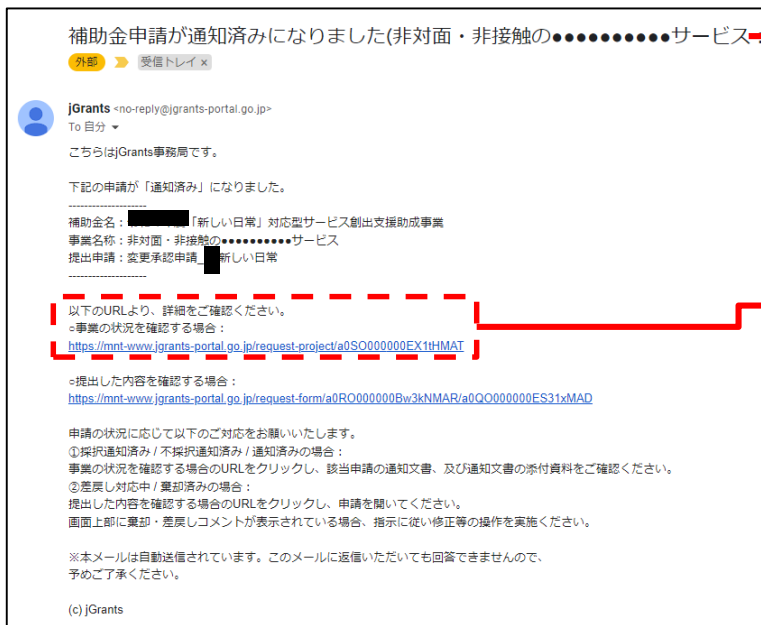 補助金申請が通知済みになりました(非対面・非接触の●●●●●●●●●●サービス
外部 受信トレイ ×
jGrants <no-reply@jgrants-portal.go.jp>
To 自分
こちらはjGrants事務局です。
下記の申請が「通知済み」になりました。
-------------------
補助金名：「新しい日常」対応型サービス創出支援助成事業
事業名称：非対面・非接触の●●●●●●●●●●サービス
提出申請：変更承認申請_新しい日常
-------------------
以下のURLより、詳細をご確認ください。
○事業の状況を確認する場合：
https://mnt-www.jgrants-portal.go.jp/request-project/a0SO000000EX1tHMAT
○提出した内容を確認する場合：
https://mnt-www.jgrants-portal.go.jp/request-form/a0RO000000Bw3kNMAR/a0QO000000ES31xMAD
申請の状況に応じて以下のご対応をお願いいたします。
①採択通知済み / 不採択通知済み / 通知済みの場合：
事業の状況を確認する場合のURLをクリックし、該当申請の通知文書、及び通知文書の添付資料をご確認ください。
②差戻し対応中 / 棄却済みの場合：
提出した内容を確認する場合のURLをクリックし、申請を開いてください。
画面上部に棄却・差戻しコメントが表示されている場合、指示に従い修正等の操作を実施ください。
※本メールは自動送信されています。このメールに返信いただいても回答できませんので、
予めご了承ください。
(c) jGrants